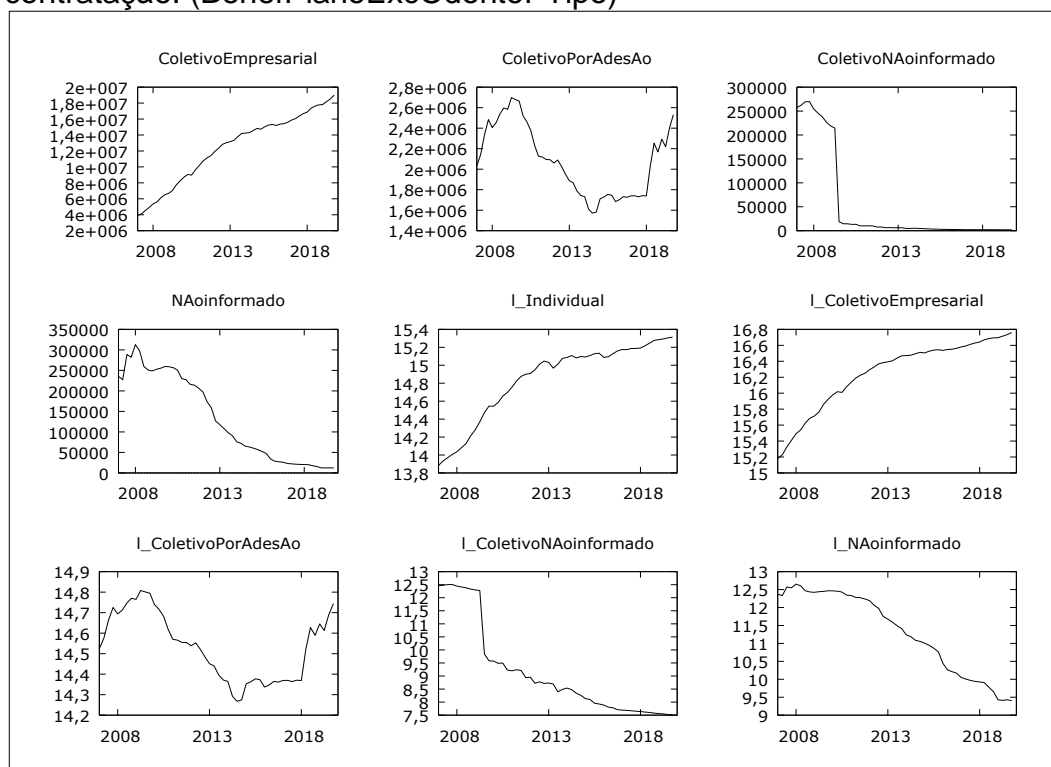 contratação. (BenefPlanoExcOdonto. Tipo)
ColetivoEmpresarial
2e+007
1,8e+007
1,6e+007
1,4e+007
1,2e+007
1e+007
8e+006
6e+006
4e+006
2e+006
2008 2013 2018
ColetivoPorAdesAo
2,8e+006
2,6e+006
2,4e+006
2,2e+006
2e+006
1,8e+006
1,6e+006
1,4e+006
2008 2013 2018
ColetivoNAoinformado
300000
250000
200000
150000
100000
50000
0
2008 2013 2018
NAoinformado
350000
300000
250000
200000
150000
100000
50000
0
2008 2013 2018
l_Individual
15,4
15,2
15
14,8
14,6
14,4
14,2
14
13,8
2008 2013 2018
l_ColetivoEmpresarial
16,8
16,6
16,4
16,2
16
15,8
15,6
15,4
15,2
15
2008 2013 2018
l_ColetivoPorAdesAo
14,9
14,8
14,7
14,6
14,5
14,4
14,3
14,2
2008 2013 2018
l_ColetivoNAoinformado
13
12,5
12
11,5
11
10,5
10
9,5
9
8,5
8
7,5
2008 2013 2018
l_NAoinformado
13
12,5
12
11,5
11
10,5
10
9,5
9
2008 2013 2018